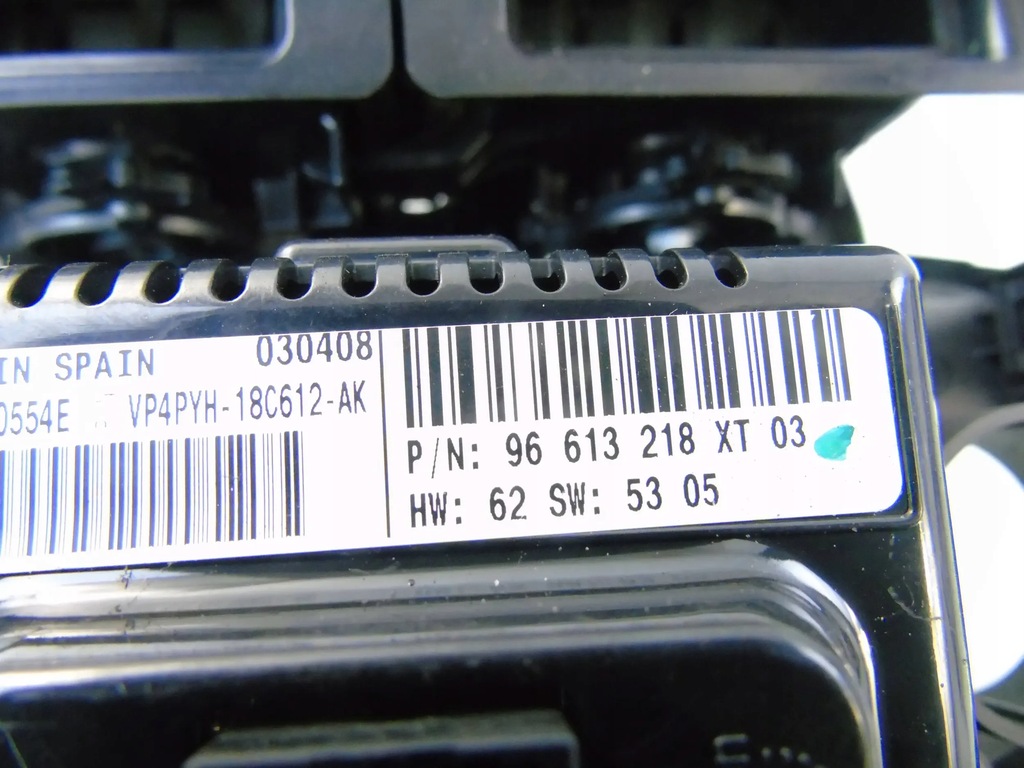 IN SPAIN 030408
0554E VP4PYH-18C612-AK
P/N: 96 613 218 XT 03
HW: 62 SW: 53 05